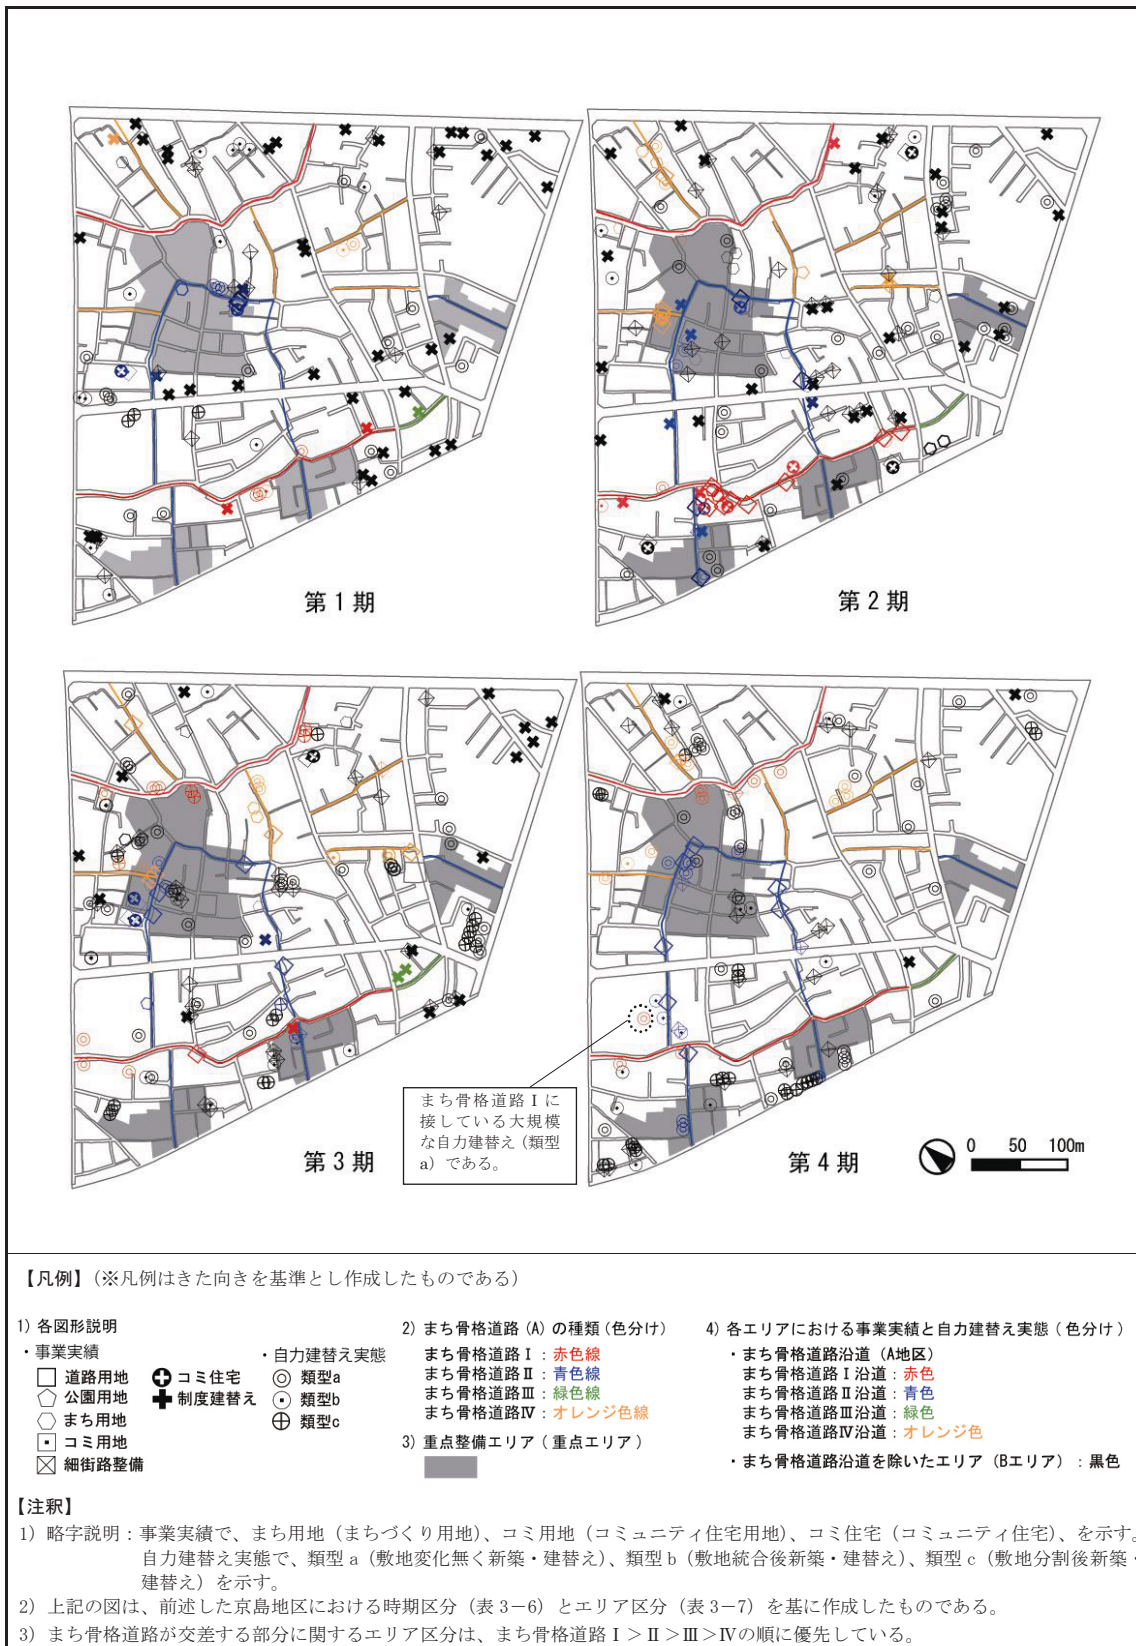 第1期
第2期
第3期
第4期
まち骨格道路Ⅰに
接している大規模
な自力建替え（類型
a）である。
0 50 100m
【凡例】（※凡例はきた向きを基準とし作成したものである）
1) 各図形説明
・事業実績
道路用地
公園用地
まち用地
コミ用地
細街路整備
コミ住宅
制度建替え
・自力建替え実態
類型a
類型b
類型c
2) まち骨格道路(A)の種類(色分け)
まち骨格道路Ⅰ：赤色線
まち骨格道路Ⅱ：青色線
まち骨格道路Ⅲ：緑色線
まち骨格道路Ⅳ：オレンジ色線
3) 重点整備エリア(重点エリア)
4) 各エリアにおける事業実績と自力建替え実態(色分け)
・まち骨格道路沿道(A地区)
まち骨格道路Ⅰ沿道：赤色
まち骨格道路Ⅱ沿道：青色
まち骨格道路Ⅲ沿道：緑色
まち骨格道路Ⅳ沿道：オレンジ色
・まち骨格道路沿道を除いたエリア(Bエリア)：黒色
【注釈】
1）略字説明：事業実績で、まち用地（まちづくり用地）、コミ用地（コミュニティ住宅用地）、コミ住宅（コミュニティ住宅）、を示す。
自力建替え実態で、類型a（敷地変化無く新築・建替え）、類型b（敷地統合後新築・建替え）、類型c（敷地分割後新築・
建替え）を示す。
2）上記の図は、前述した京島地区における時期区分（表3－6）とエリア区分（表3－7）を基に作成したものである。
3）まち骨格道路が交差する部分に関するエリア区分は、まち骨格道路Ⅰ＞Ⅱ＞Ⅲ＞Ⅳの順に優先している。